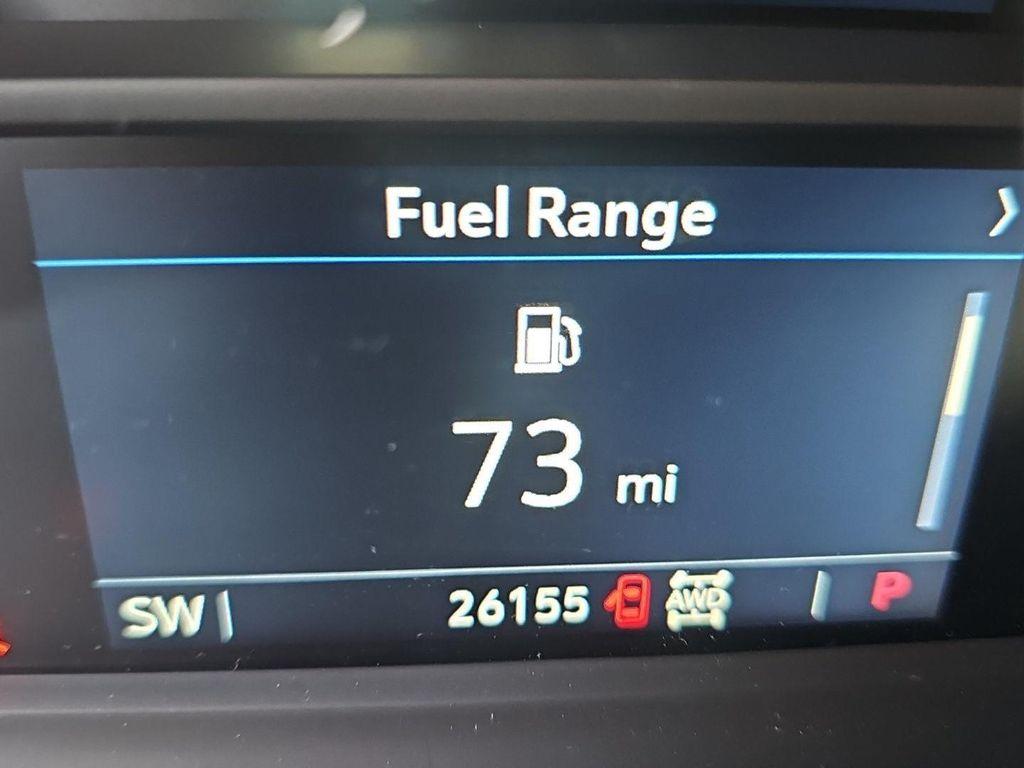 Fuel Range
73 mi
SW 26155 AWD P